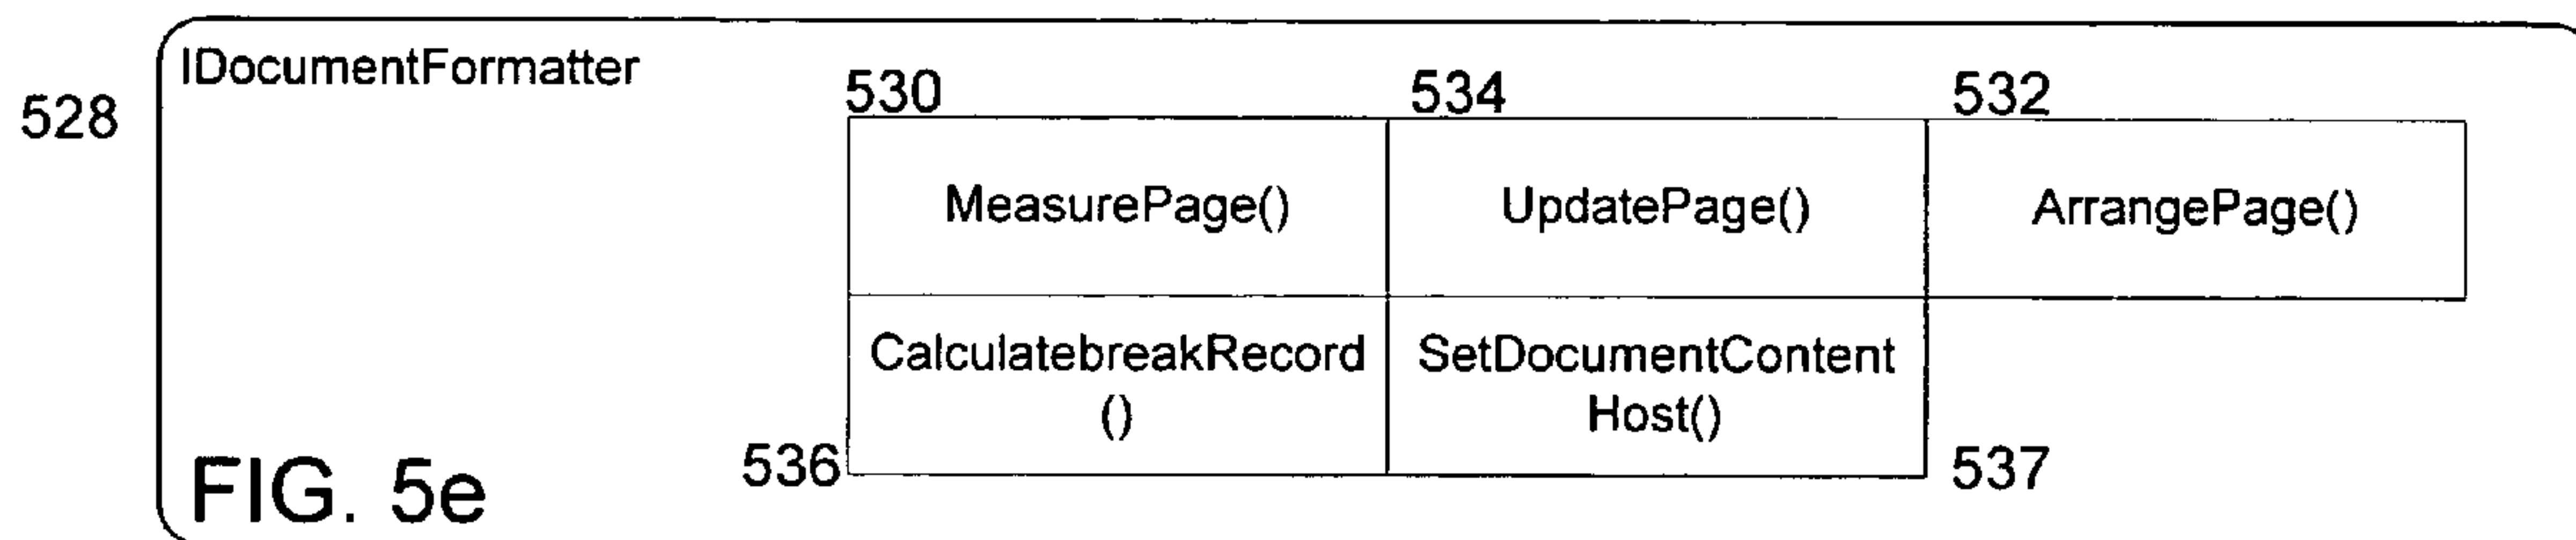 IDocumentFormatter
528
530 534 532
MeasurePage() UpdatePage() ArrangePage()
CalculatebreakRecord SetDocumentContent
() Host()
536 537
FIG. 5e